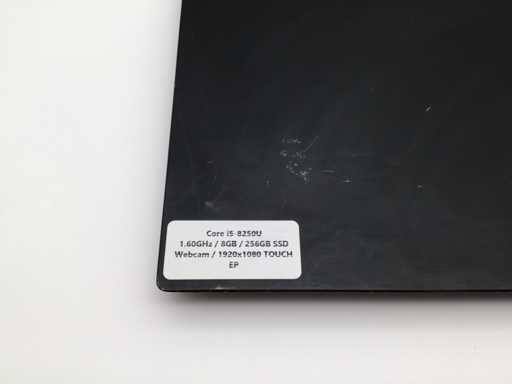 Core i5-8250U
1.60GHz / 8GB / 256GB SSD
Webcam / 1920x1080 TOUCH
EP